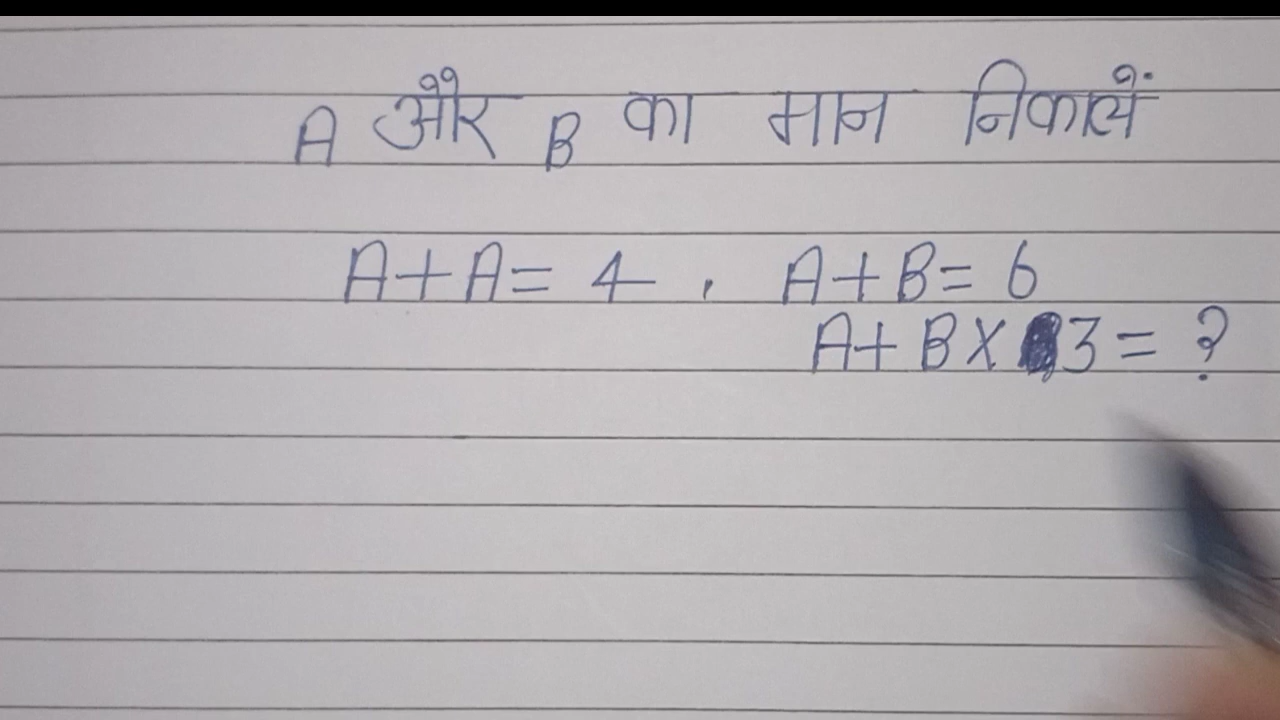 A और B का मान निकालें
A+A= 4 , A+B= 6
A+ B× 3 = ?